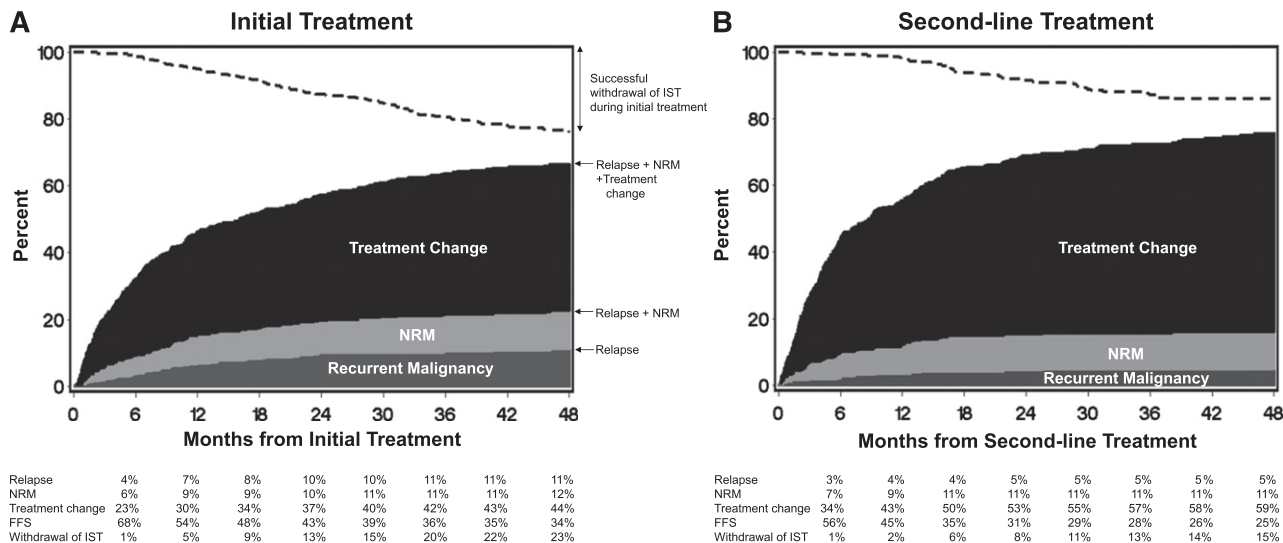 A
Initial Treatment
100
80
60
40
20
0
Percent
Successful
withdrawal of IST
during initial treatment
Relapse + NRM
+Treatment
change
Treatment Change
Relapse + NRM
NRM
Relapse
Recurrent Malignancy
0 6 12 18 24 30 36 42 48
Months from Initial Treatment
Relapse 4% 7% 8% 10% 10% 11% 11% 11%
NRM 6% 9% 9% 10% 11% 11% 11% 12%
Treatment change 23% 30% 34% 37% 40% 42% 43% 44%
FFS 68% 54% 48% 43% 39% 36% 35% 34%
Withdrawal of IST 1% 5% 9% 13% 15% 20% 22% 23%
B
Second-line Treatment
100
80
60
40
20
0
Percent
Treatment Change
NRM
Recurrent Malignancy
0 6 12 18 24 30 36 42 48
Months from Second-line Treatment
Relapse 3% 4% 4% 5% 5% 5% 5% 5%
NRM 7% 9% 11% 11% 11% 11% 11% 11%
Treatment change 34% 43% 50% 53% 55% 57% 58% 59%
FFS 56% 45% 35% 31% 29% 28% 26% 25%
Withdrawal of IST 1% 2% 6% 8% 11% 13% 14% 15%